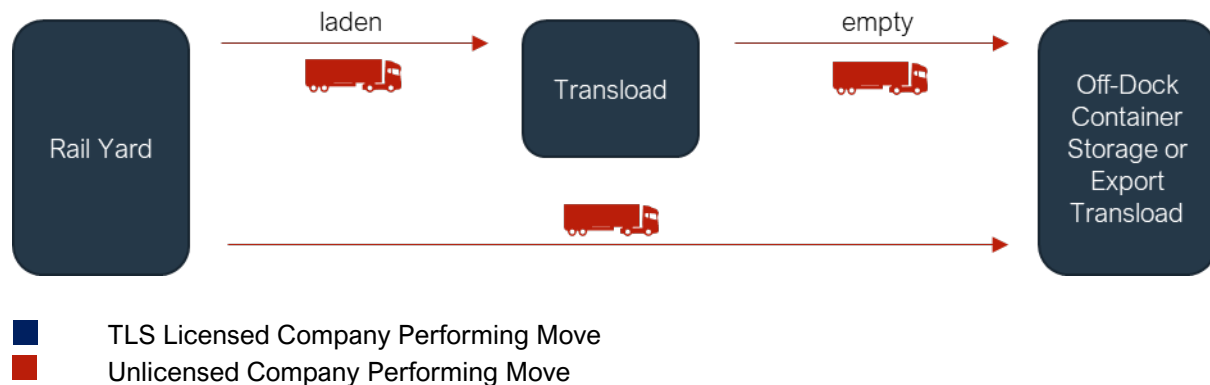 laden
empty
Rail Yard
Transload
Off-Dock
Container
Storage or
Export
Transload
TLS Licensed Company Performing Move
Unlicensed Company Performing Move